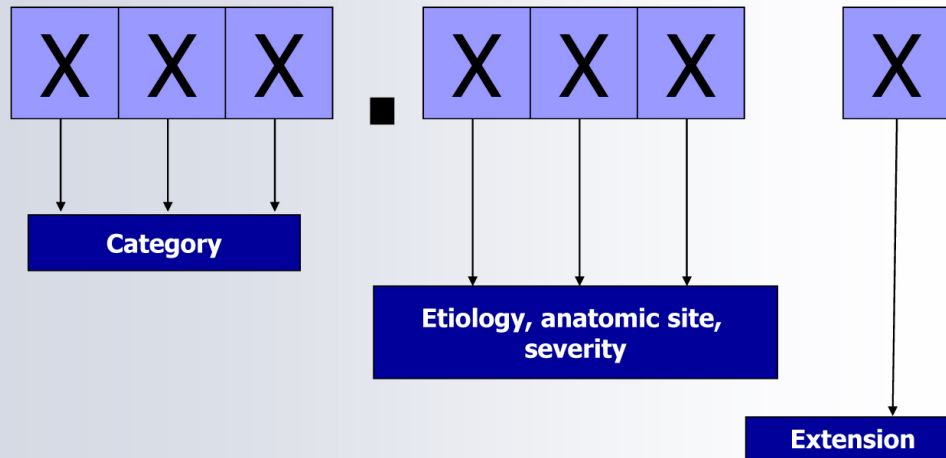 X X X . X X X X
Category
Etiology, anatomic site,
severity
Extension